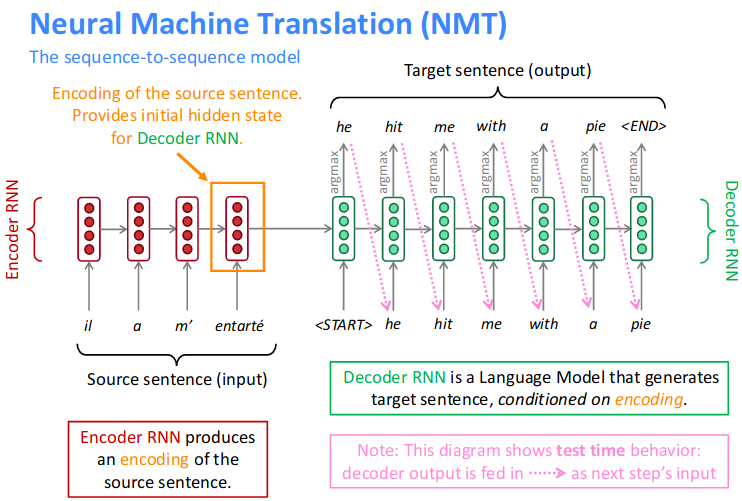 Neural Machine Translation (NMT)
The sequence-to-sequence model
Encoding of the source sentence.
Provides initial hidden state
for Decoder RNN.
Target sentence (output)
he hit me with a pie <END>
argmax argmax argmax argmax argmax argmax argmax
Encoder RNN
Decoder RNN
il a m’ entarté <START> he hit me with a pie
Source sentence (input)
Decoder RNN is a Language Model that generates
target sentence, conditioned on encoding.
Encoder RNN produces
an encoding of the
source sentence.
Note: This diagram shows test time behavior:
decoder output is fed in as next step’s input